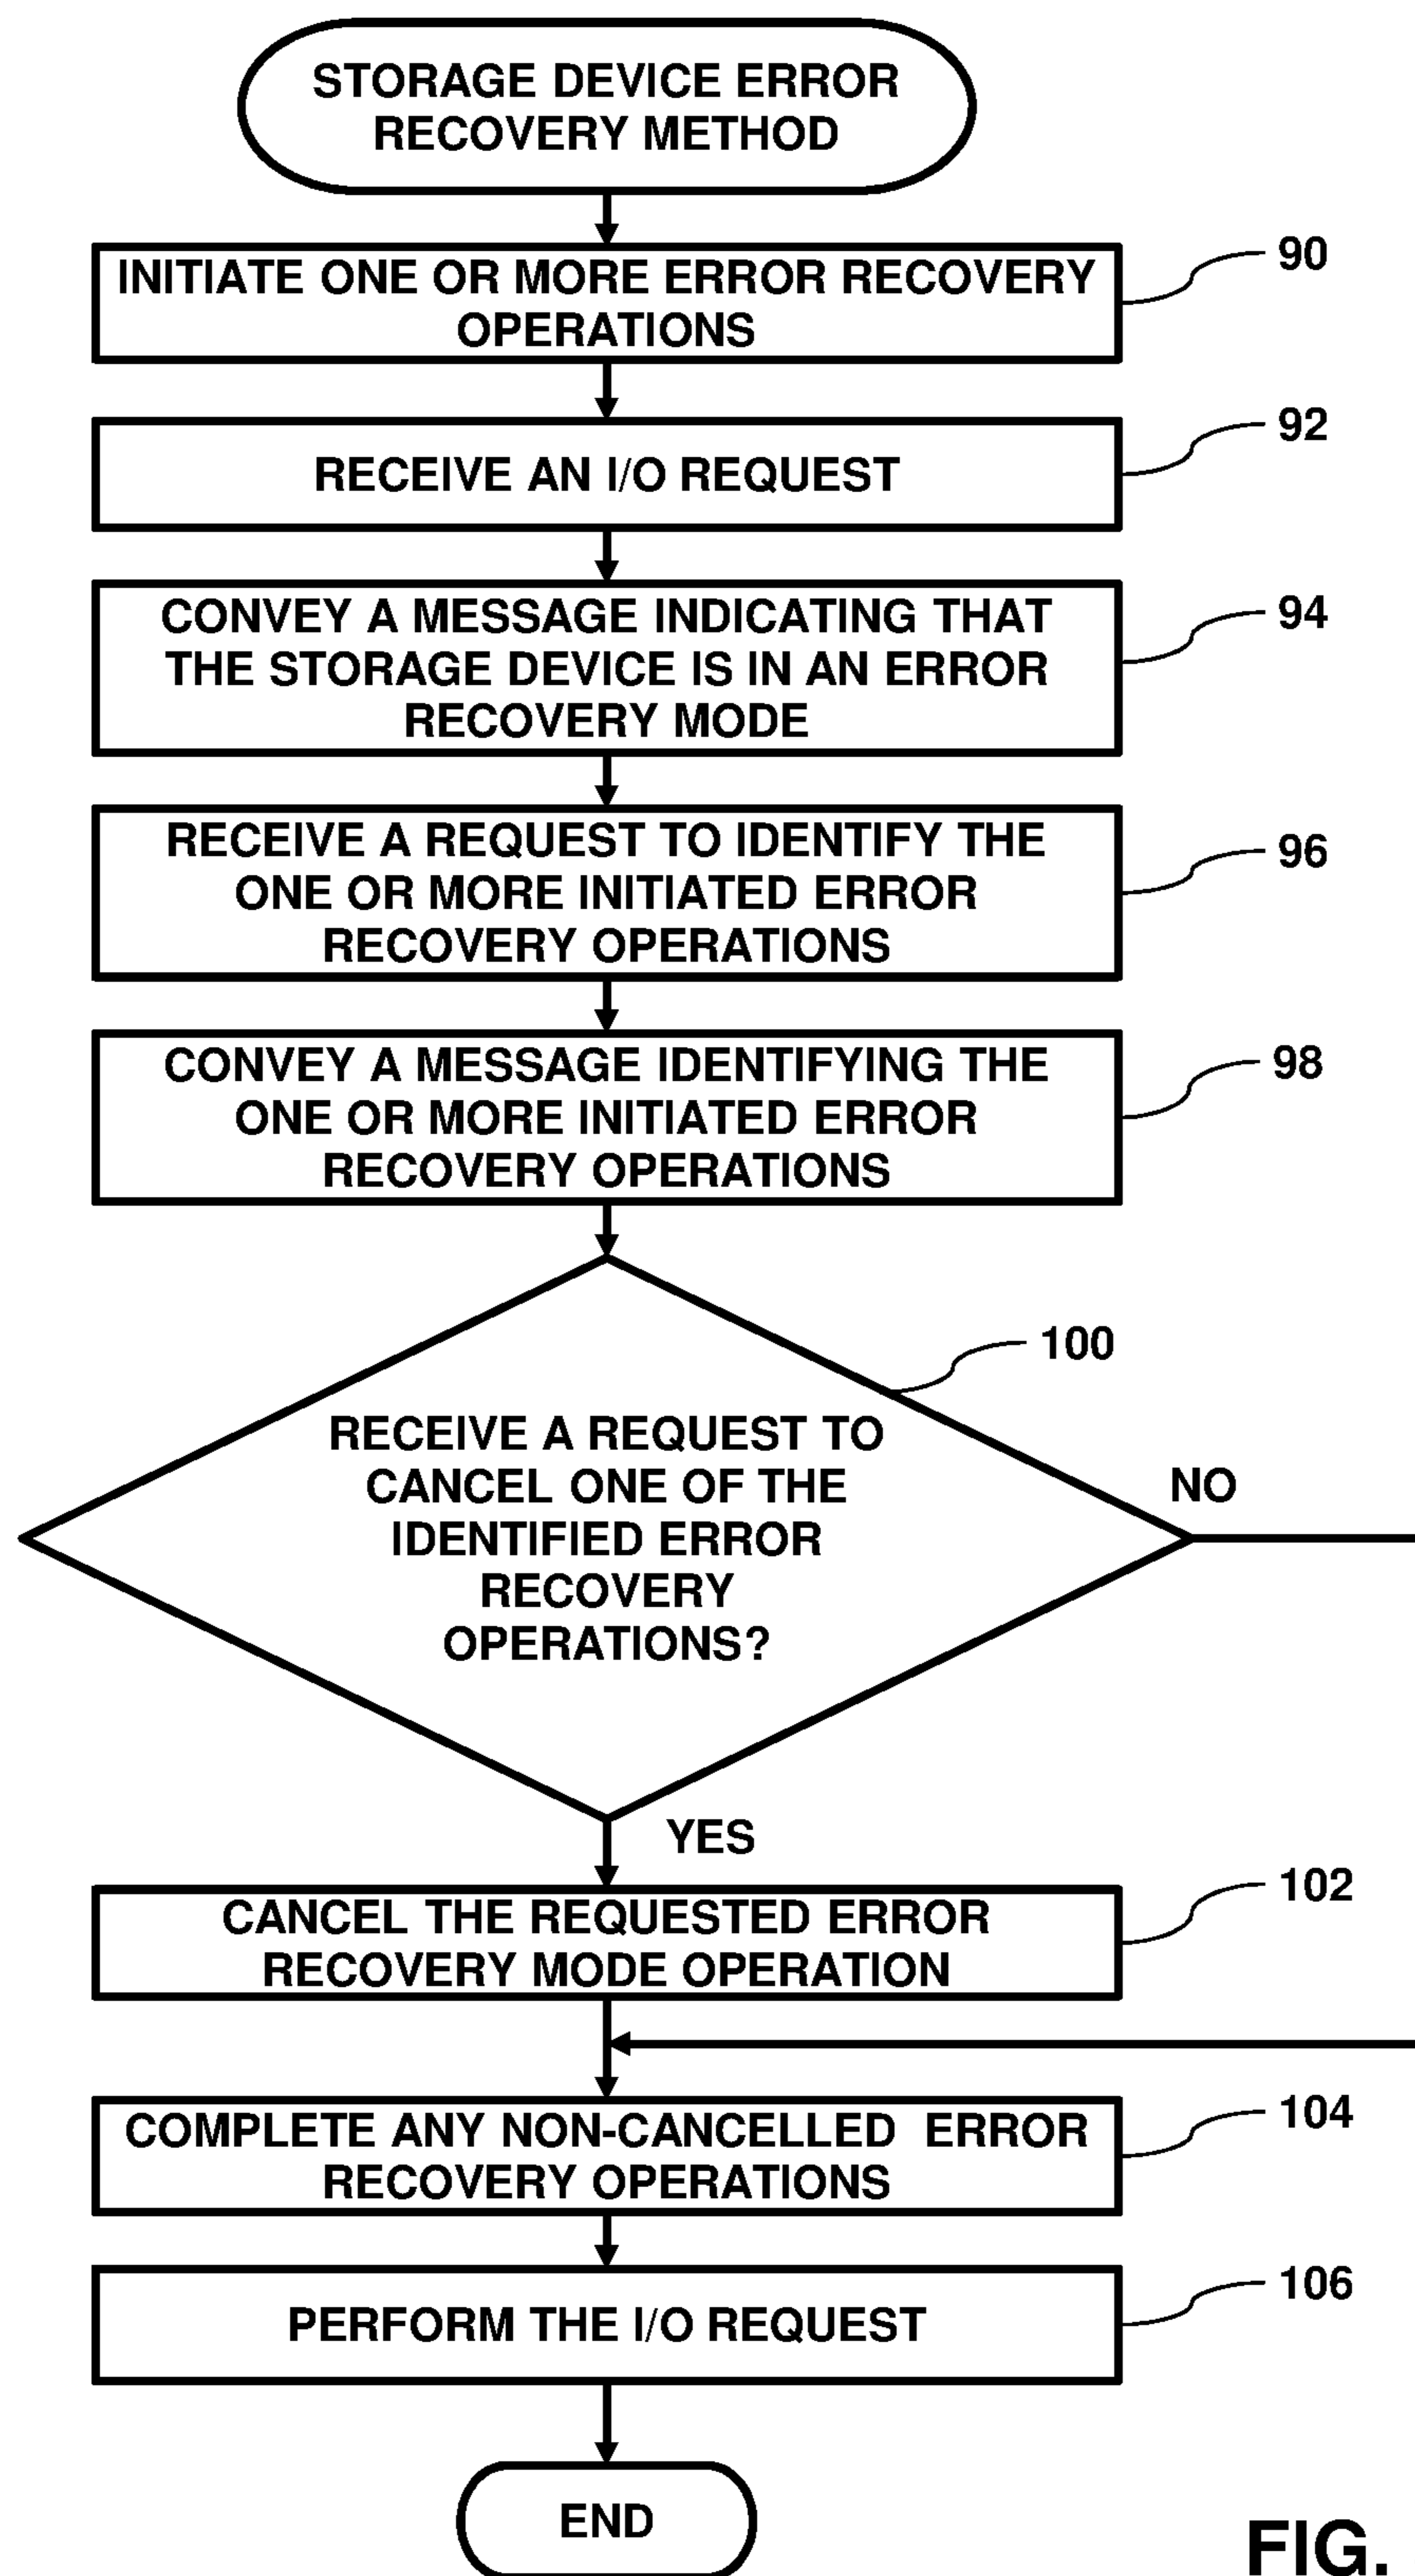 STORAGE DEVICE ERROR
RECOVERY METHOD
INITIATE ONE OR MORE ERROR RECOVERY
OPERATIONS
90
RECEIVE AN I/O REQUEST
92
CONVEY A MESSAGE INDICATING THAT
THE STORAGE DEVICE IS IN AN ERROR
RECOVERY MODE
94
RECEIVE A REQUEST TO IDENTIFY THE
ONE OR MORE INITIATED ERROR
RECOVERY OPERATIONS
96
CONVEY A MESSAGE IDENTIFYING THE
ONE OR MORE INITIATED ERROR
RECOVERY OPERATIONS
98
100
RECEIVE A REQUEST TO
CANCEL ONE OF THE
IDENTIFIED ERROR
RECOVERY
OPERATIONS?
NO
YES
CANCEL THE REQUESTED ERROR
RECOVERY MODE OPERATION
102
COMPLETE ANY NON-CANCELLED ERROR
RECOVERY OPERATIONS
104
PERFORM THE I/O REQUEST
106
END
FIG.